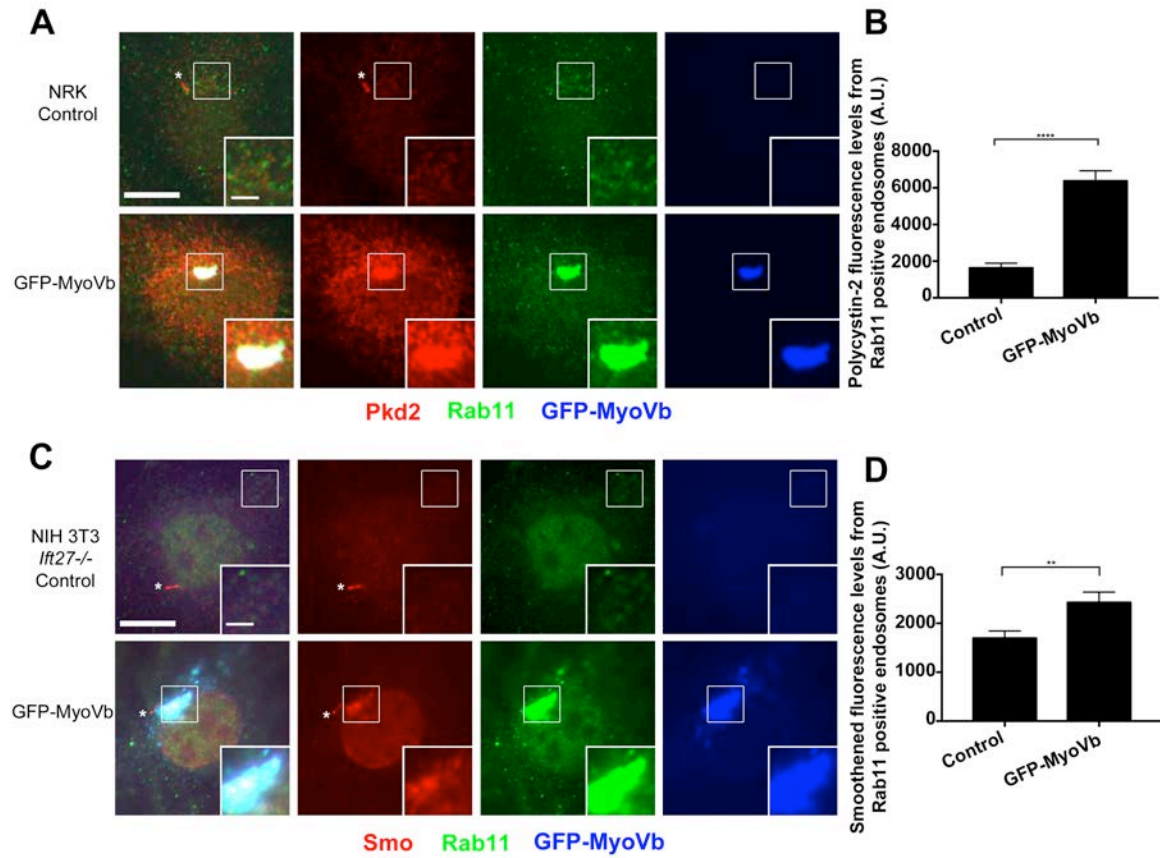 A
B
NRK
Control
*
*
GFP-MyoVb
Pkd2 Rab11 GFP-MyoVb
Polycystin-2 fluorescence levels from
Rab11 positive endosomes (A.U.)
8000
6000
4000
2000
0
****
Control
GFP-MyoVb
C
D
NIH 3T3
Ift27-/-
Control
*
*
GFP-MyoVb
*
*
Smo Rab11 GFP-MyoVb
Smoothened fluorescence levels from
Rab11 positive endosomes (A.U.)
3000
2000
1000
0
**
Control
GFP-MyoVb